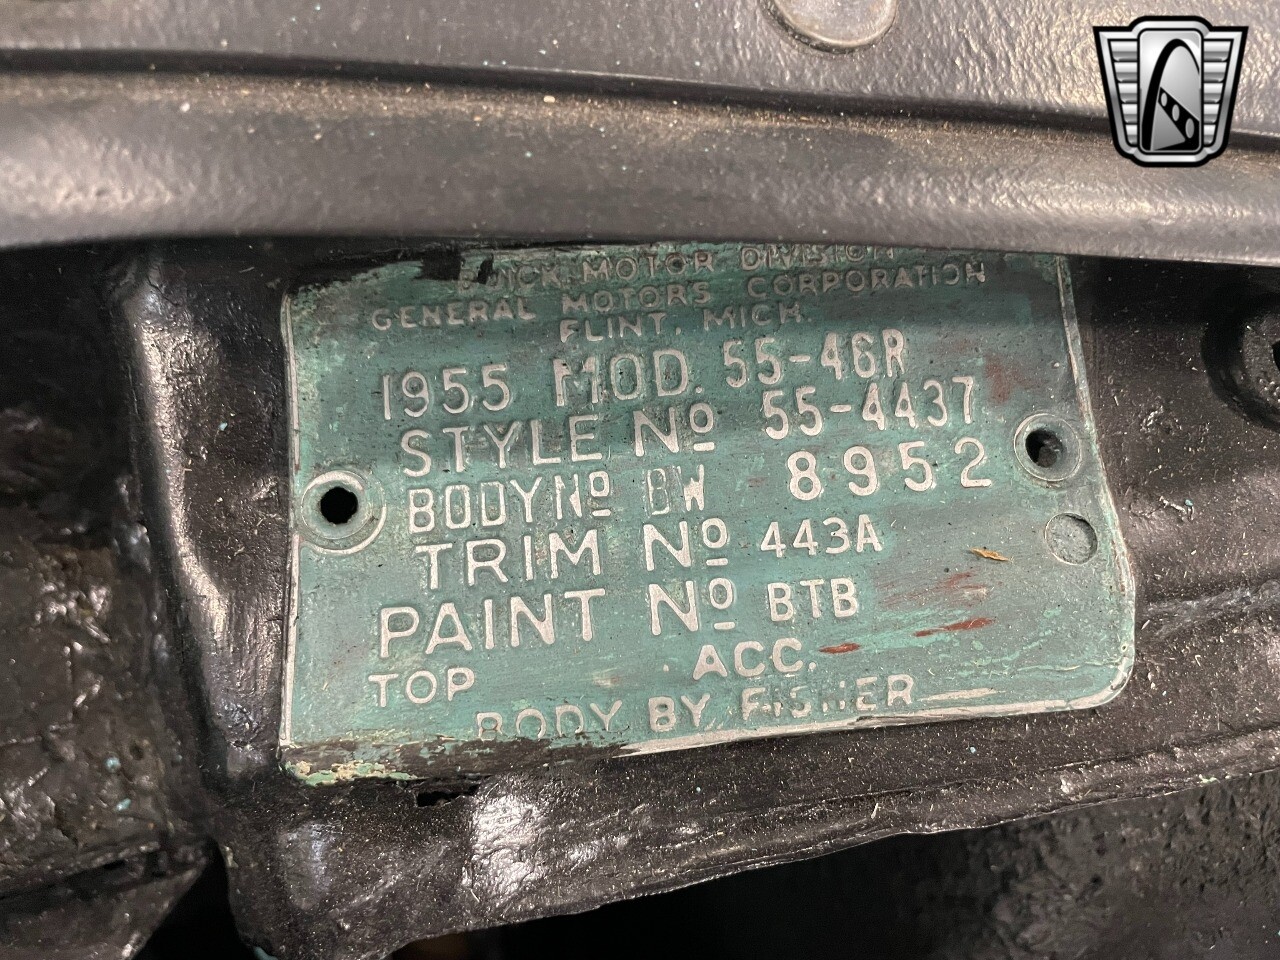 BUICK MOTOR DIVISION
GENERAL MOTORS CORPORATION
FLINT, MICH.
1955 MOD. 55-46R
STYLE Nº 55-4437
BODY Nº BW 8952
TRIM Nº 443A
PAINT Nº BTB
TOP ACC.
BODY BY FISHER